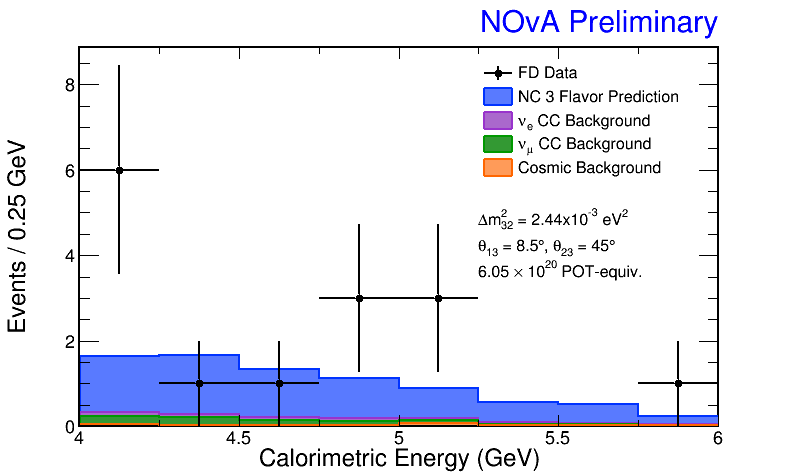 NOvA Preliminary
Events / 0.25 GeV
8
6
4
2
0
FD Data
NC 3 Flavor Prediction
νe CC Background
νμ CC Background
Cosmic Background
Δm²₃₂ = 2.44x10⁻³ eV²
θ₁₃ = 8.5°, θ₂₃ = 45°
6.05 × 10²⁰ POT-equiv.
4 4.5 5 5.5 6
Calorimetric Energy (GeV)